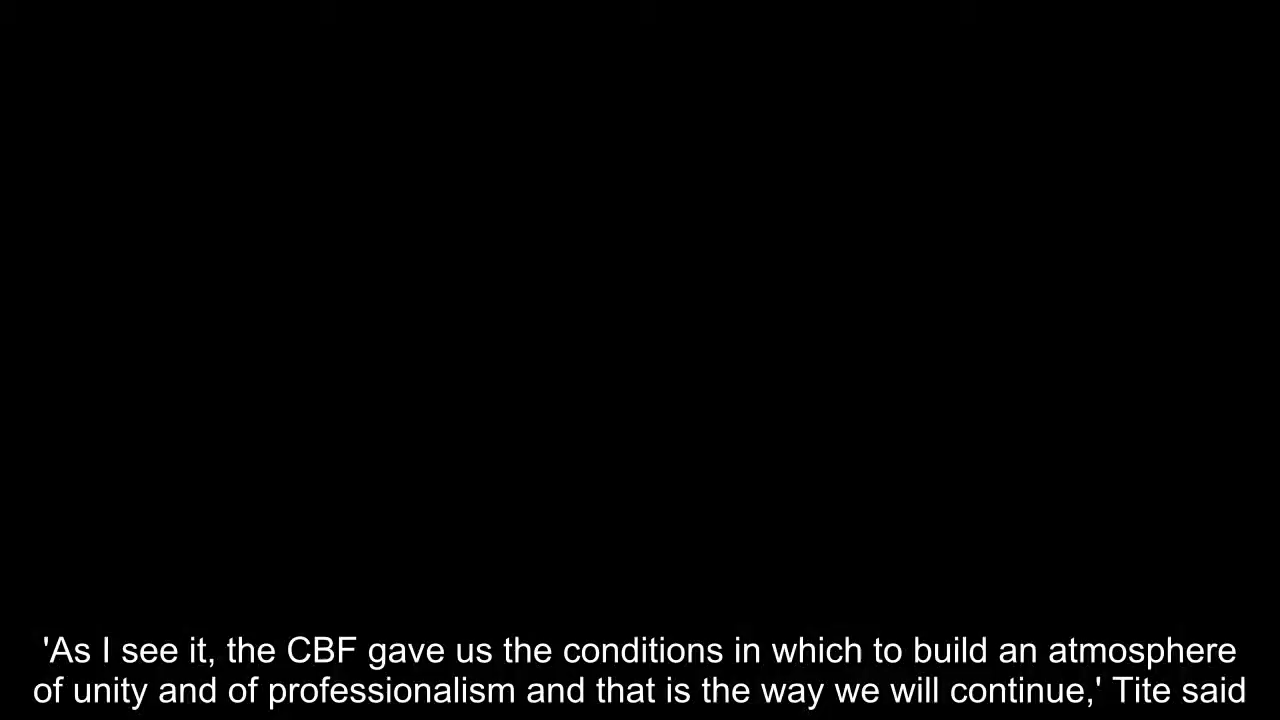 'As I see it, the CBF gave us the conditions in which to build an atmosphere
of unity and of professionalism and that is the way we will continue,' Tite said